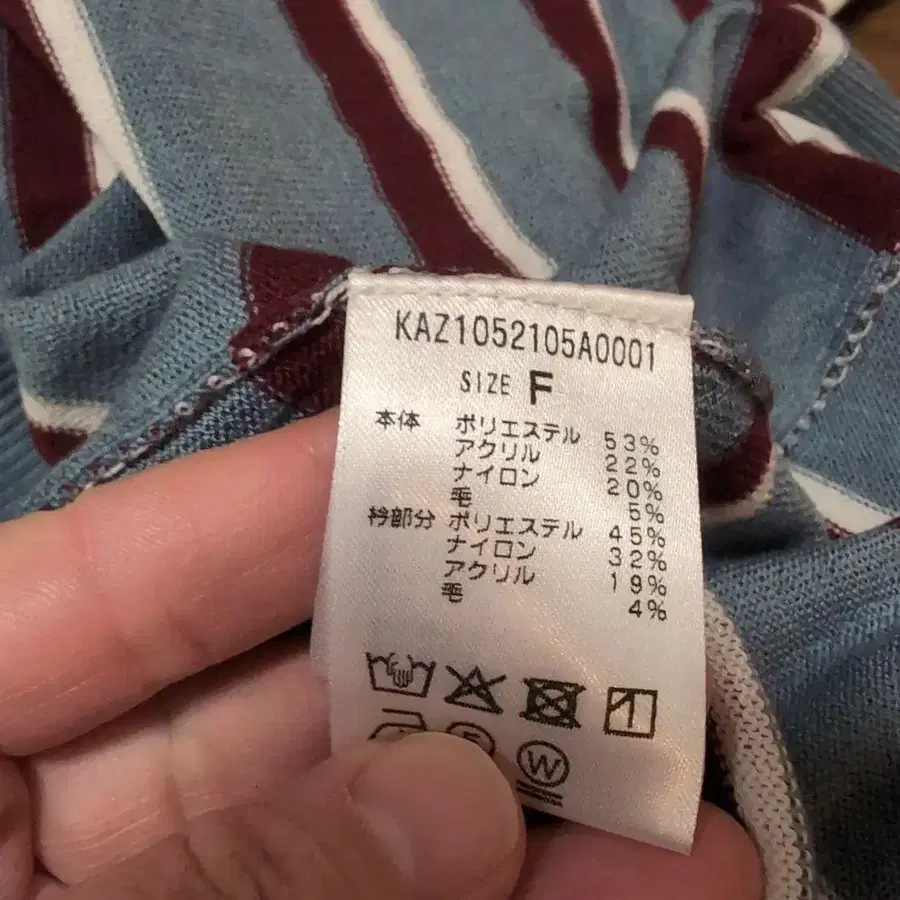 KAZ1052105A0001
SIZE F
本体 ポリエステル 53%
アクリル 22%
ナイロン 20%
毛 5%
衿部分 ポリエステル 45%
ナイロン 32%
アクリル 19%
毛 4%
W